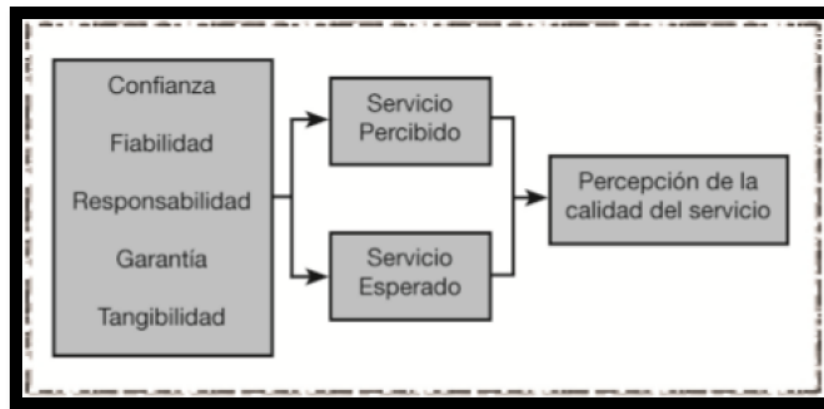 Confianza
Fiabilidad
Responsabilidad
Garantía
Tangibilidad
Servicio
Percibido
Servicio
Esperado
Percepción de la
calidad del servicio